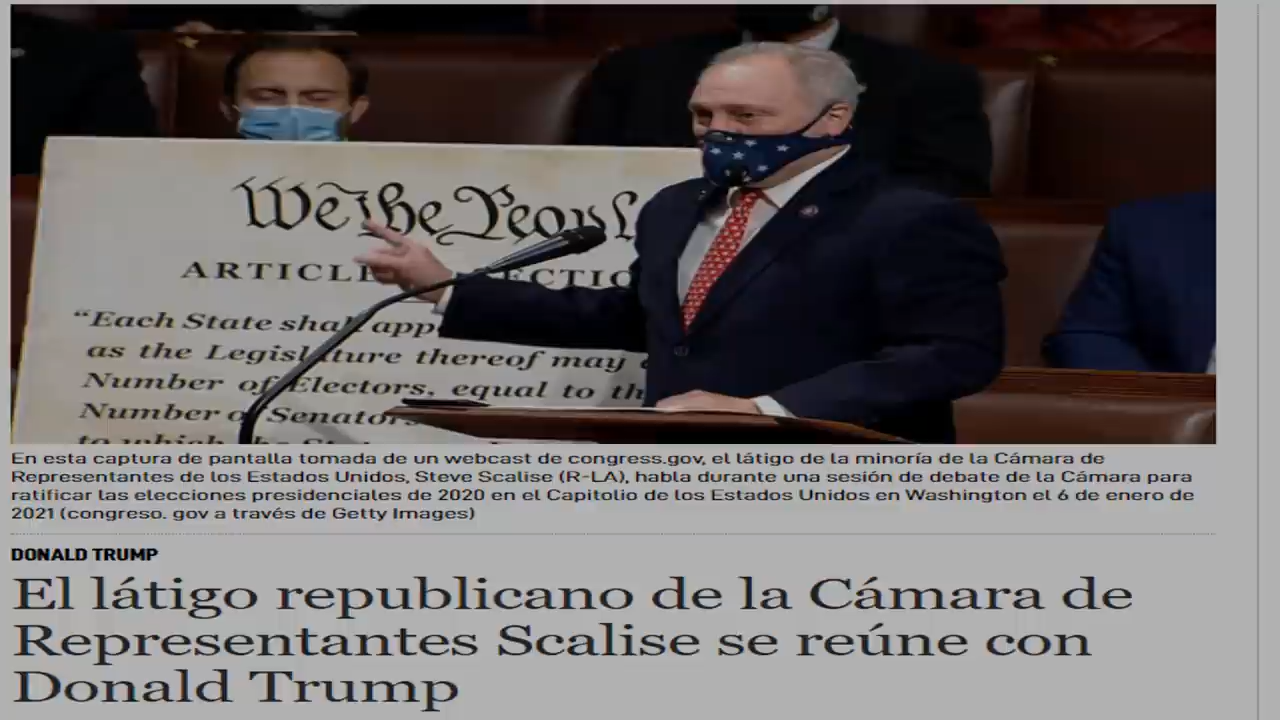 We the Peopl
ARTICL ECTIO
"Each State shall app
as the Legislature thereof may
Number of Electors, equal to th
Number of Senators
En esta captura de pantalla tomada de un webcast de congress.gov, el látigo de la minoría de la Cámara de
Representantes de los Estados Unidos, Steve Scalise (R-LA), habla durante una sesión de debate de la Cámara para
ratificar las elecciones presidenciales de 2020 en el Capitolio de los Estados Unidos en Washington el 6 de enero de
2021 (congreso. gov a través de Getty Images)
DONALD TRUMP
El látigo republicano de la Cámara de
Representantes Scalise se reúne con
Donald Trump